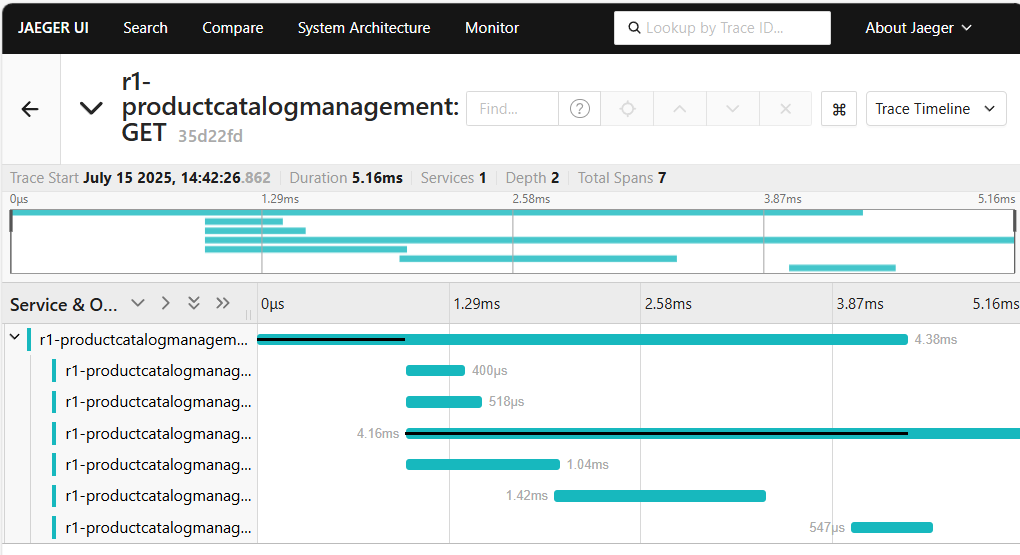 JAEGER UI Search Compare System Architecture Monitor Lookup by Trace ID... About Jaeger
r1-
productcatalogmanagement:
GET 35d22fd
Find... ? ⌘ Trace Timeline
Trace Start July 15 2025, 14:42:26.862 Duration 5.16ms Services 1 Depth 2 Total Spans 7
0μs 1.29ms 2.58ms 3.87ms 5.16ms
Service & O... 0μs 1.29ms 2.58ms 3.87ms 5.16ms
r1-productcatalogmanagem... 4.38ms
r1-productcatalogmanag... 400μs
r1-productcatalogmanag... 518μs
r1-productcatalogmanag... 4.16ms
r1-productcatalogmanag... 1.04ms
r1-productcatalogmanag... 1.42ms
r1-productcatalogmanag... 547μs